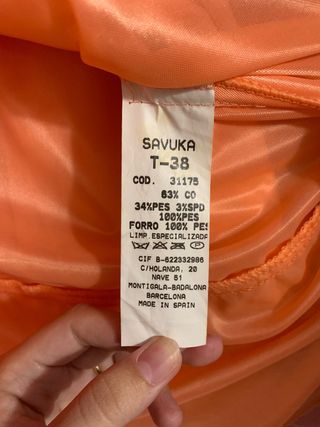 SAVUKA
T-38
COD. 31175
63% CO
34%PES 3%SPD
100%PES
FORRO 100% PES
LIMP.ESPECIALIZADA
CIF B-622332986
C/HOLANDA, 20
NAVE 51
MONTIGALA-BADALONA
BARCELONA
MADE IN SPAIN